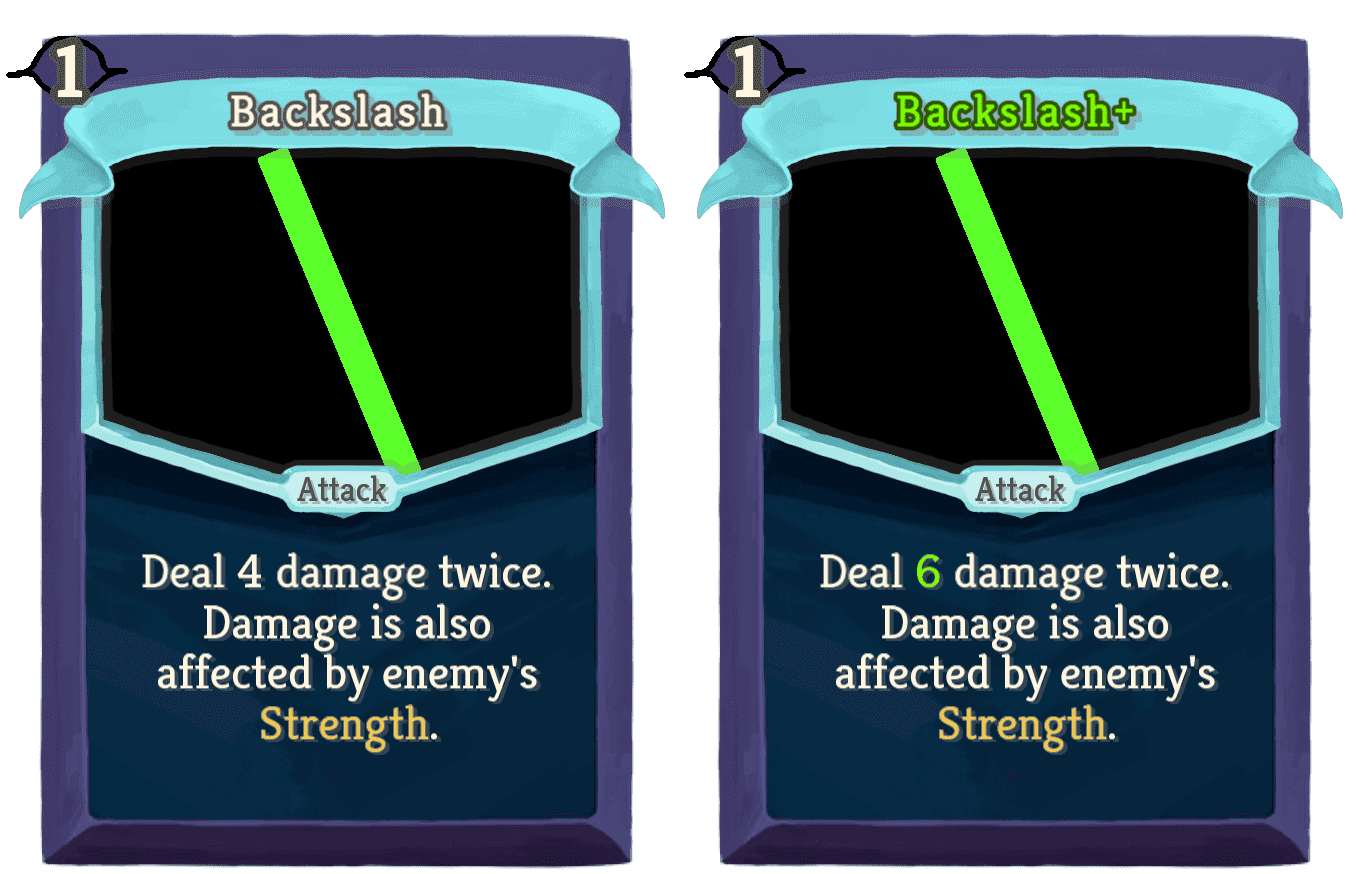 1
Backslash
Attack
Deal 4 damage twice.
Damage is also
affected by enemy's
Strength.
1
Backslash+
Attack
Deal 6 damage twice.
Damage is also
affected by enemy's
Strength.